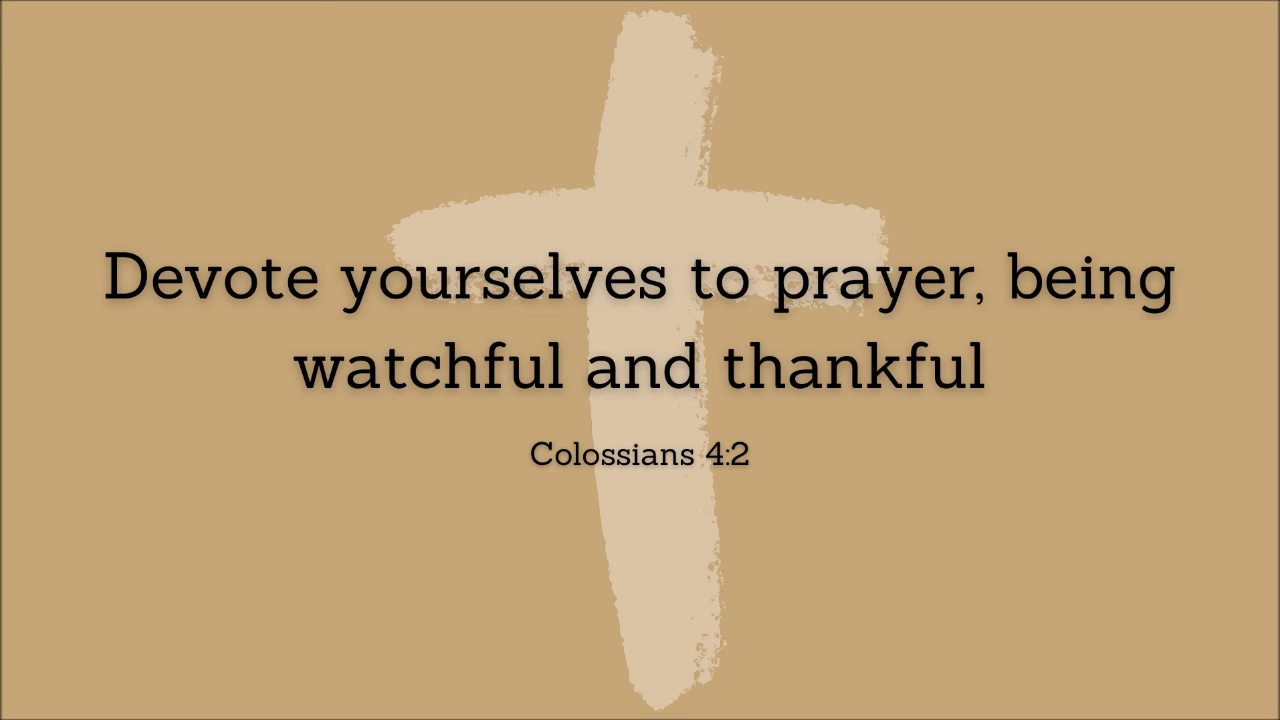 Devote yourselves to prayer, being
watchful and thankful
Colossians 4:2